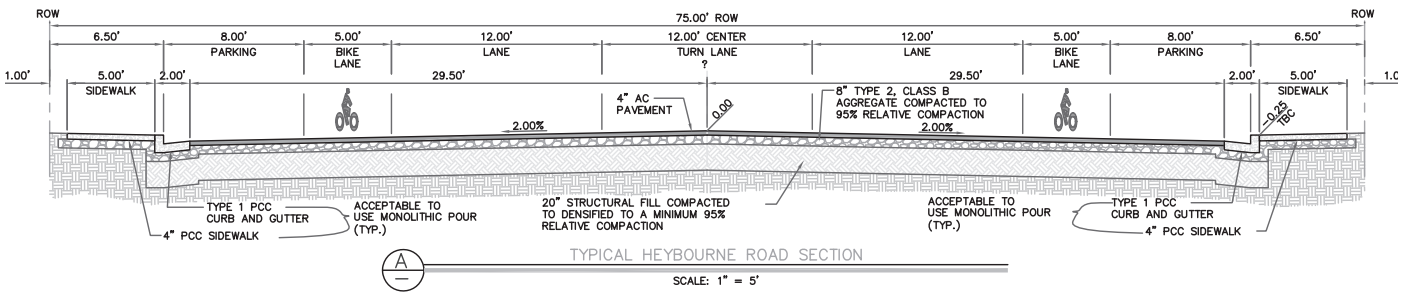 ROW
ROW
75.00' ROW
6.50'
8.00'
5.00'
12.00'
12.00' CENTER
12.00'
5.00'
8.00'
6.50'
PARKING
BIKE
LANE
LANE
TURN LANE
?
LANE
BIKE
LANE
PARKING
1.00'
5.00'
2.00'
29.50'
29.50'
2.00'
5.00'
SIDEWALK
SIDEWALK
4" AC
PAVEMENT
0.00
8" TYPE 2, CLASS B
AGGREGATE COMPACTED TO
95% RELATIVE COMPACTION
-0.25
TBC
2.00%
2.00%
TYPE 1 PCC
CURB AND GUTTER
4" PCC SIDEWALK
ACCEPTABLE TO
USE MONOLITHIC POUR
(TYP.)
20" STRUCTURAL FILL COMPACTED
TO DENSIFIED TO A MINIMUM 95%
RELATIVE COMPACTION
ACCEPTABLE TO
USE MONOLITHIC POUR
(TYP.)
TYPE 1 PCC
CURB AND GUTTER
4" PCC SIDEWALK
A
TYPICAL HEYBOURNE ROAD SECTION
SCALE: 1" = 5'